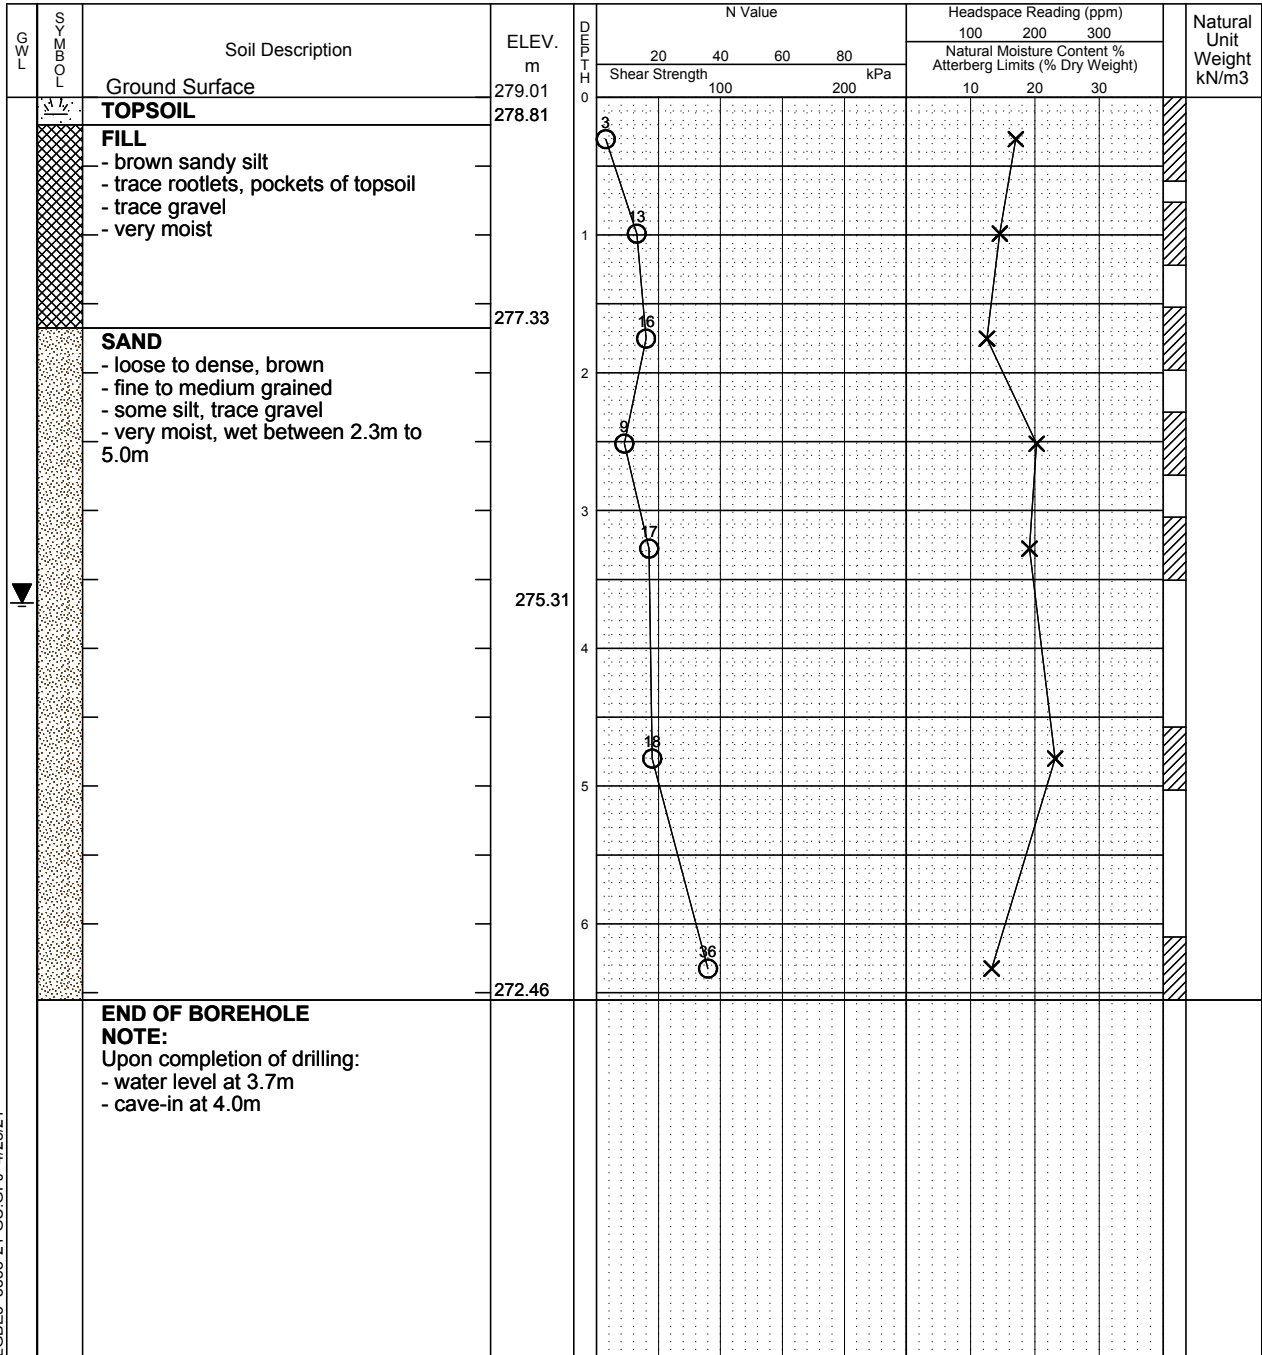 GWL
SYMBOL
Soil Description
Ground Surface
ELEV.
m
279.01
DEPTH
N Value
20 40 60 80
Shear Strength kPa
100 200
Headspace Reading (ppm)
100 200 300
Natural Moisture Content %
Atterberg Limits (% Dry Weight)
10 20 30
Natural
Unit
Weight
kN/m3
0
TOPSOIL
278.81
FILL
- brown sandy silt
- trace rootlets, pockets of topsoil
- trace gravel
- very moist
3
13
1
277.33
SAND
- loose to dense, brown
- fine to medium grained
- some silt, trace gravel
- very moist, wet between 2.3m to
5.0m
16
2
9
3
17
275.31
4
18
5
6
36
272.46
END OF BOREHOLE
NOTE:
Upon completion of drilling:
- water level at 3.7m
- cave-in at 4.0m